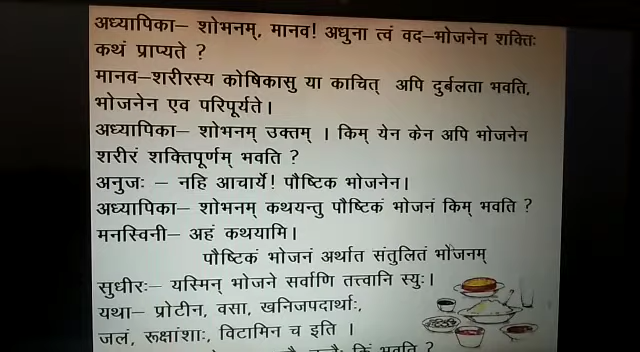 अध्यापिका– शोभनम्, मानव! अधुना त्वं वद–भोजनेन शक्तिः
कथं प्राप्यते ?
मानव–शरीरस्य कोषिकासु या काचित् अपि दुर्बलता भवति,
भोजनेन एव परिपूर्यते।
अध्यापिका– शोभनम् उक्तम् । किम् येन केन अपि भोजनेन
शरीरं शक्तिपूर्णम् भवति ?
अनुजः – नहि आचार्ये! पौष्टिक भोजनेन।
अध्यापिका– शोभनम् कथयन्तु पौष्टिकं भोजनं किम् भवति ?
मनस्विनी– अहं कथयामि।
पौष्टिकं भोजनं अर्थात संतुलितं भोजनम्
सुधीरः– यस्मिन् भोजने सर्वाणि तत्त्वानि स्युः।
यथा– प्रोटीन, वसा, खनिजपदार्थाः,
जलं, रूक्षांशाः, विटामिन च इति ।
किं भवति ?